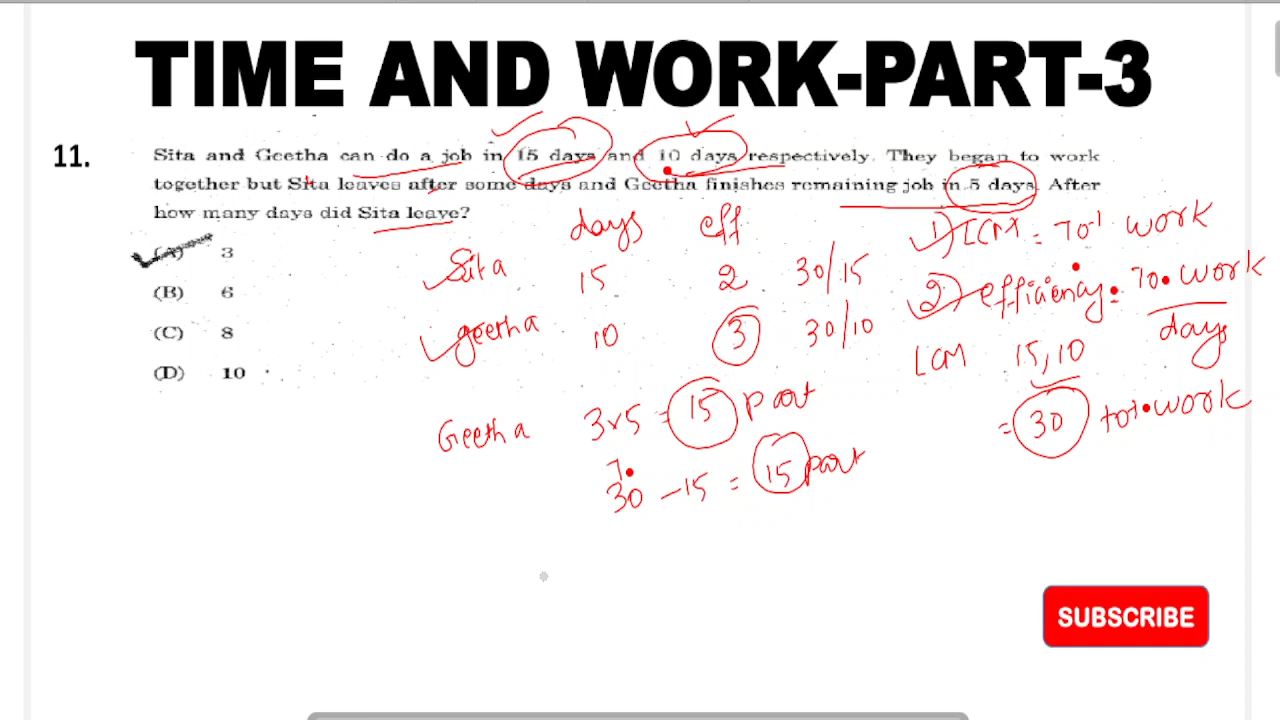 TIME AND WORK-PART-3
11. Sita and Geetha can do a job in 15 days and 10 days respectively. They began to work
together but Sita leaves after some days and Geetha finishes remaining job in 5 days. After
how many days did Sita leave?
(A) 3
(B) 6
(C) 8
(D) 10
days eff
Sita 15 2 30/15
geetha 10 3 30/10
Geetha 3x5 = 15 part
T.
30 - 15 = 15 part
1) LCM = Tot work
2) efficiency = To. work
days
LCM 15, 10
= 30 tot. work
SUBSCRIBE